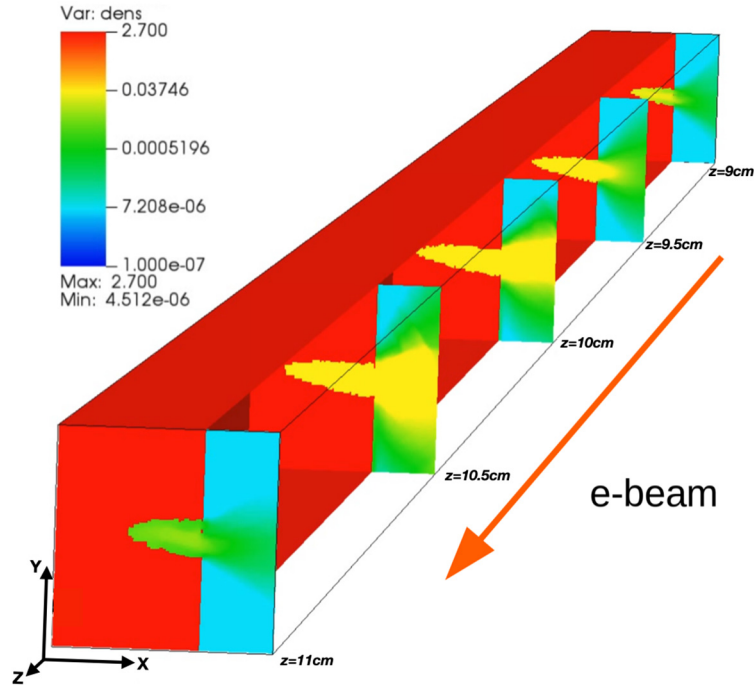 Var: dens
2.700
0.03746
0.0005196
7.208e-06
1.000e-07
Max: 2.700
Min: 4.512e-06
z=9cm
z=9.5cm
z=10cm
z=10.5cm
e-beam
z=11cm
Y
X
Z